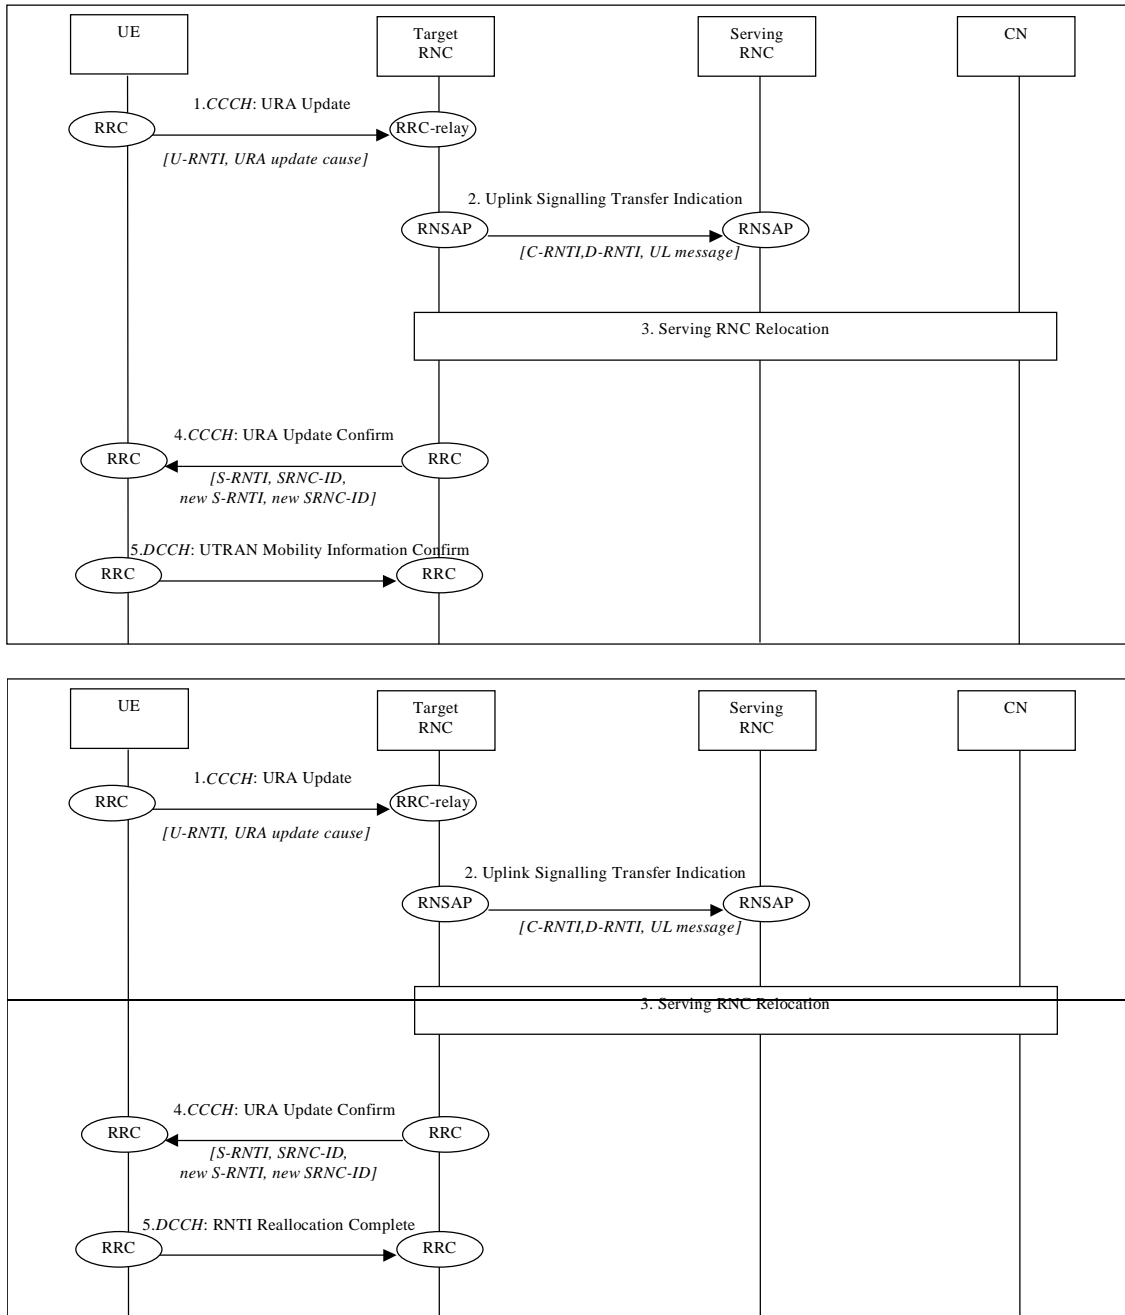 UE
Target
RNC
Serving
RNC
CN
1.CCCH: URA Update
RRC
RRC-relay
[U-RNTI, URA update cause]
2. Uplink Signalling Transfer Indication
RNSAP
RNSAP
[C-RNTI,D-RNTI, UL message]
3. Serving RNC Relocation
4.CCCH: URA Update Confirm
RRC
RRC
[S-RNTI, SRNC-ID,
new S-RNTI, new SRNC-ID]
5.DCCH: UTRAN Mobility Information Confirm
RRC
RRC
UE
Target
RNC
Serving
RNC
CN
1.CCCH: URA Update
RRC
RRC-relay
[U-RNTI, URA update cause]
2. Uplink Signalling Transfer Indication
RNSAP
RNSAP
[C-RNTI,D-RNTI, UL message]
3. Serving RNC Relocation
4.CCCH: URA Update Confirm
RRC
RRC
[S-RNTI, SRNC-ID,
new S-RNTI, new SRNC-ID]
5.DCCH: RNTI Reallocation Complete
RRC
RRC